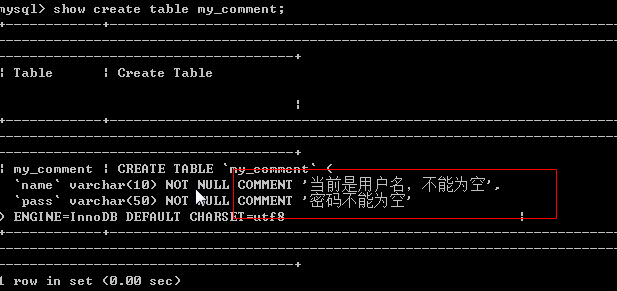 mysql> show create table my_comment;
+-----------+----------------------------------------------------------------
-----------------------------------------------------------------------------
-------------------------------------+
| Table     | Create Table
|
+-----------+----------------------------------------------------------------
-----------------------------------------------------------------------------
-------------------------------------+
| my_comment | CREATE TABLE `my_comment` (
`name` varchar(10) NOT NULL COMMENT '当前是用户名，不能为空',
`pass` varchar(50) NOT NULL COMMENT '密码不能为空'
) ENGINE=InnoDB DEFAULT CHARSET=utf8 |
+-----------+----------------------------------------------------------------
-----------------------------------------------------------------------------
-------------------------------------+
1 row in set (0.00 sec)